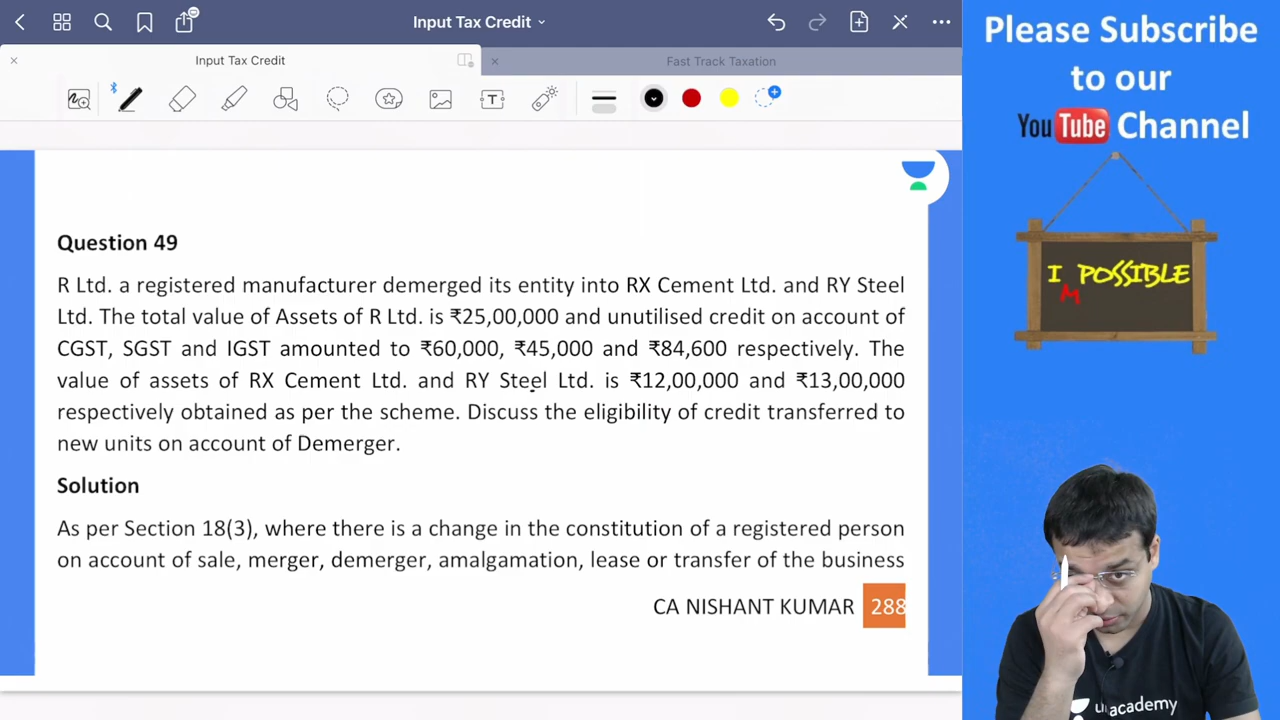 Input Tax Credit
Input Tax Credit
Fast Track Taxation
Question 49
R Ltd. a registered manufacturer demerged its entity into RX Cement Ltd. and RY Steel
Ltd. The total value of Assets of R Ltd. is ₹25,00,000 and unutilised credit on account of
CGST, SGST and IGST amounted to ₹60,000, ₹45,000 and ₹84,600 respectively. The
value of assets of RX Cement Ltd. and RY Steel Ltd. is ₹12,00,000 and ₹13,00,000
respectively obtained as per the scheme. Discuss the eligibility of credit transferred to
new units on account of Demerger.
Solution
As per Section 18(3), where there is a change in the constitution of a registered person
on account of sale, merger, demerger, amalgamation, lease or transfer of the business
CA NISHANT KUMAR 288
Please Subscribe
to our
YouTube Channel
I POSSIBLE
M
unacademy